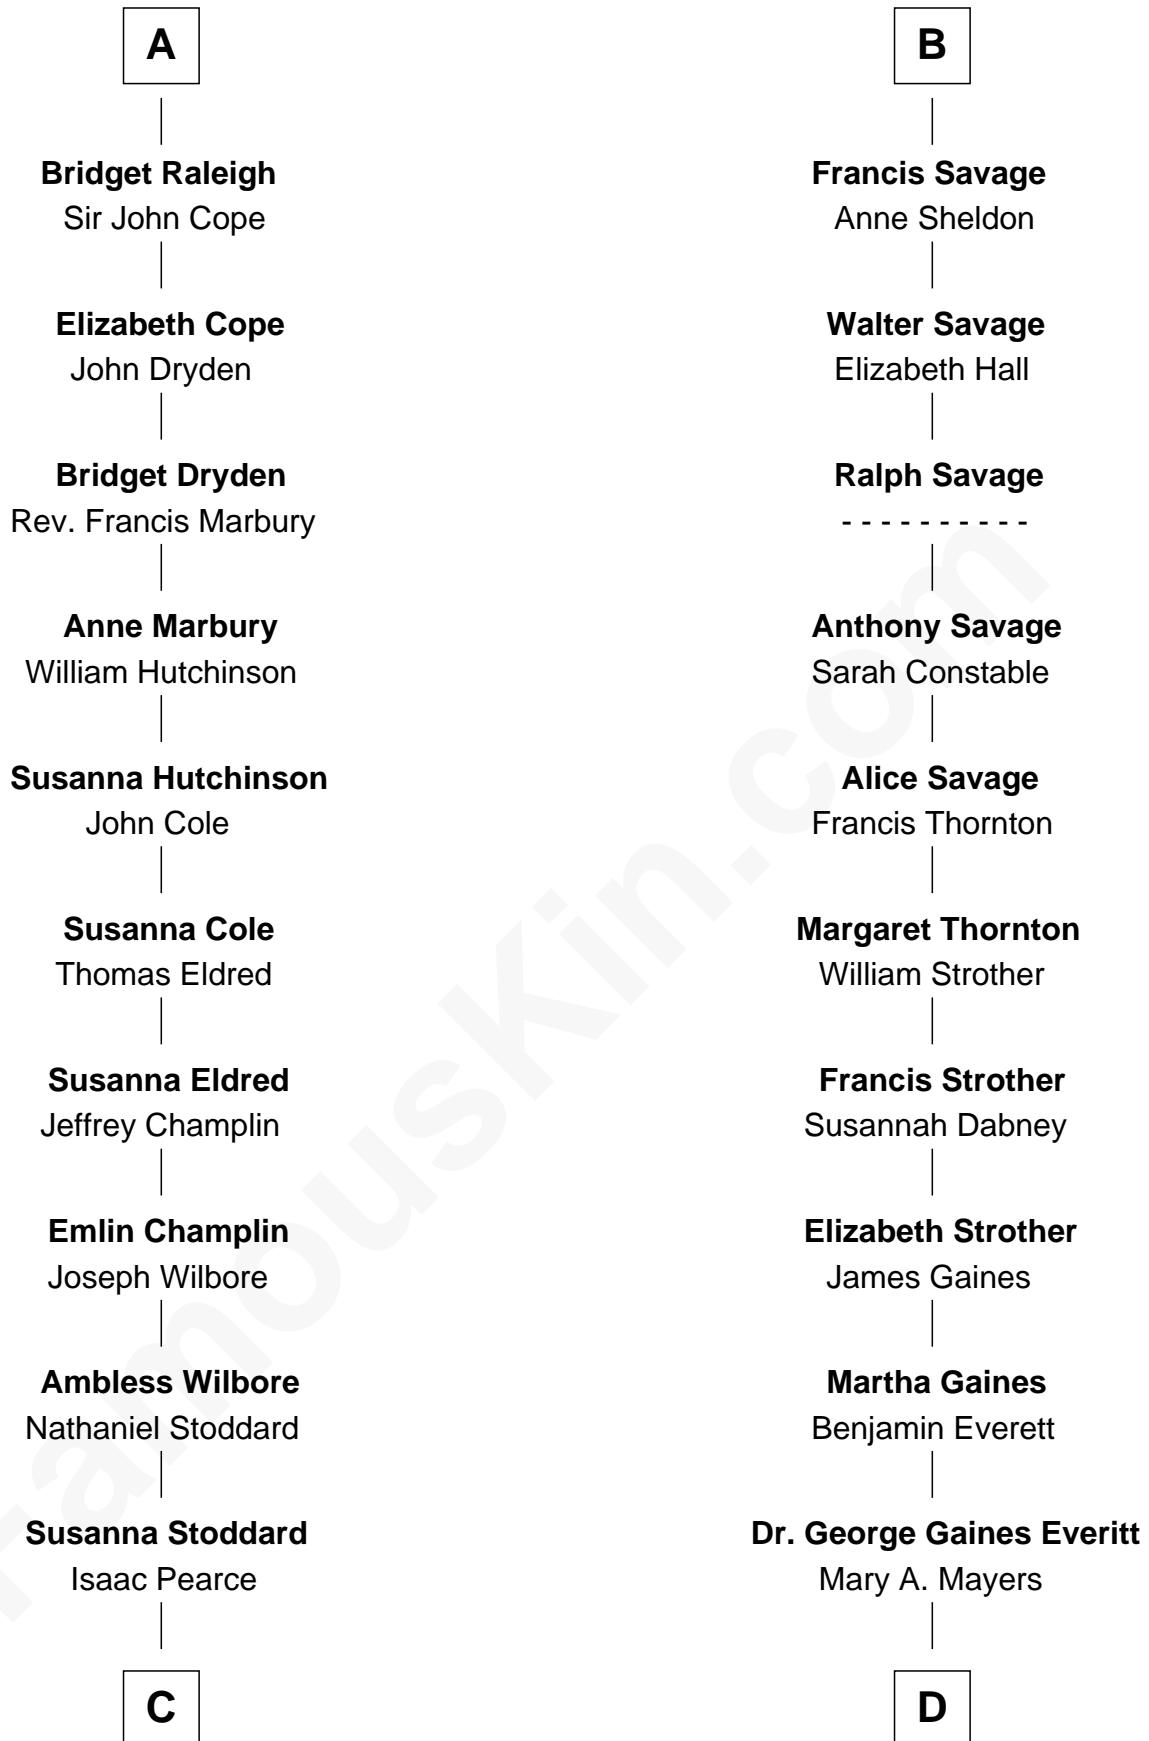 A
Bridget Raleigh
Sir John Cope
Elizabeth Cope
John Dryden
Bridget Dryden
Rev. Francis Marbury
Anne Marbury
William Hutchinson
Susanna Hutchinson
John Cole
Susanna Cole
Thomas Eldred
Susanna Eldred
Jeffrey Champlin
Emlin Champlin
Joseph Wilbore
Ambless Wilbore
Nathaniel Stoddard
Susanna Stoddard
Isaac Pearce
C
B
Francis Savage
Anne Sheldon
Walter Savage
Elizabeth Hall
Ralph Savage
- - - - - - - - - -
Anthony Savage
Sarah Constable
Alice Savage
Francis Thornton
Margaret Thornton
William Strother
Francis Strother
Susannah Dabney
Elizabeth Strother
James Gaines
Martha Gaines
Benjamin Everett
Dr. George Gaines Everitt
Mary A. Mayers
D
FamousKin.com